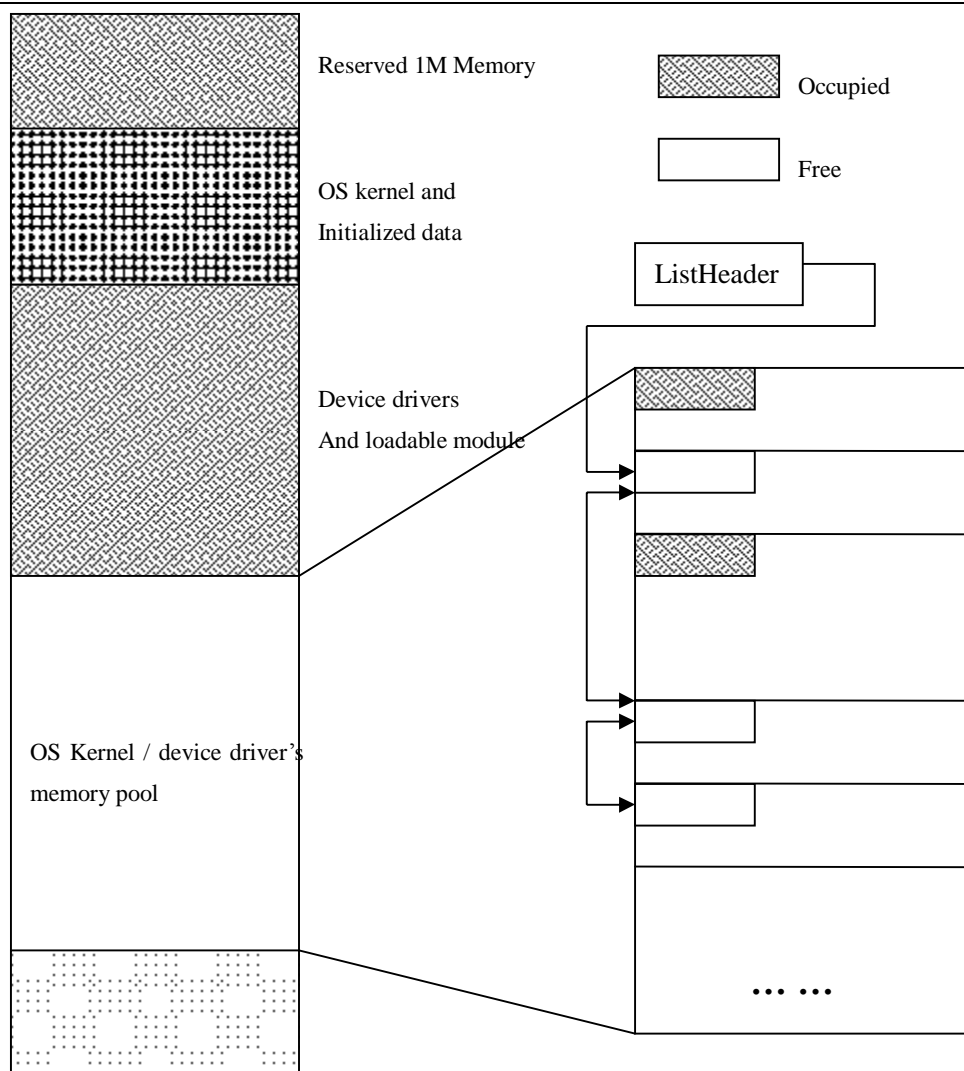 Reserved 1M Memory
OS kernel and
Initialized data
Device drivers
And loadable module
OS Kernel / device driver's
memory pool
Occupied
Free
ListHeader
... ...